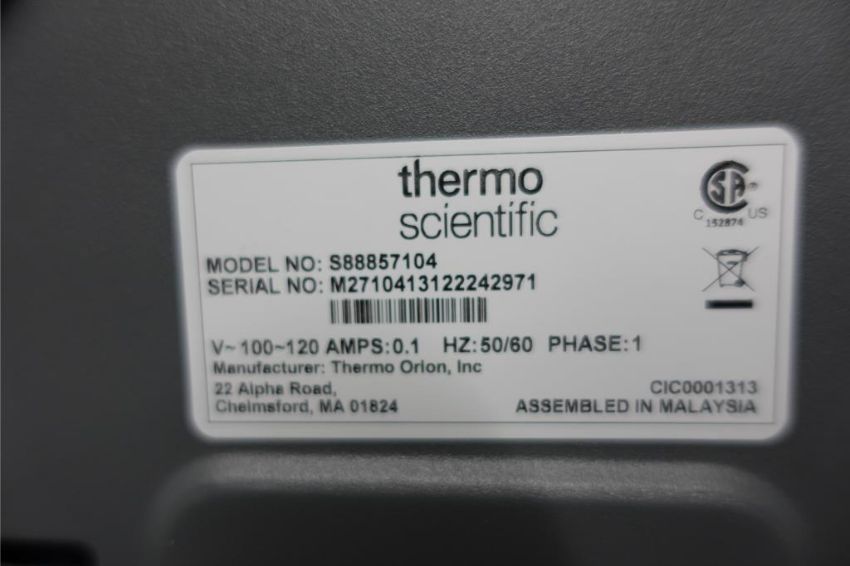 thermo
scientific
C US
152874
MODEL NO: S88857104
SERIAL NO: M2710413122242971
V~ 100~120 AMPS:0.1 HZ:50/60 PHASE:1
Manufacturer: Thermo Orion, Inc
22 Alpha Road,
Chelmsford, MA 01824
CIC0001313
ASSEMBLED IN MALAYSIA